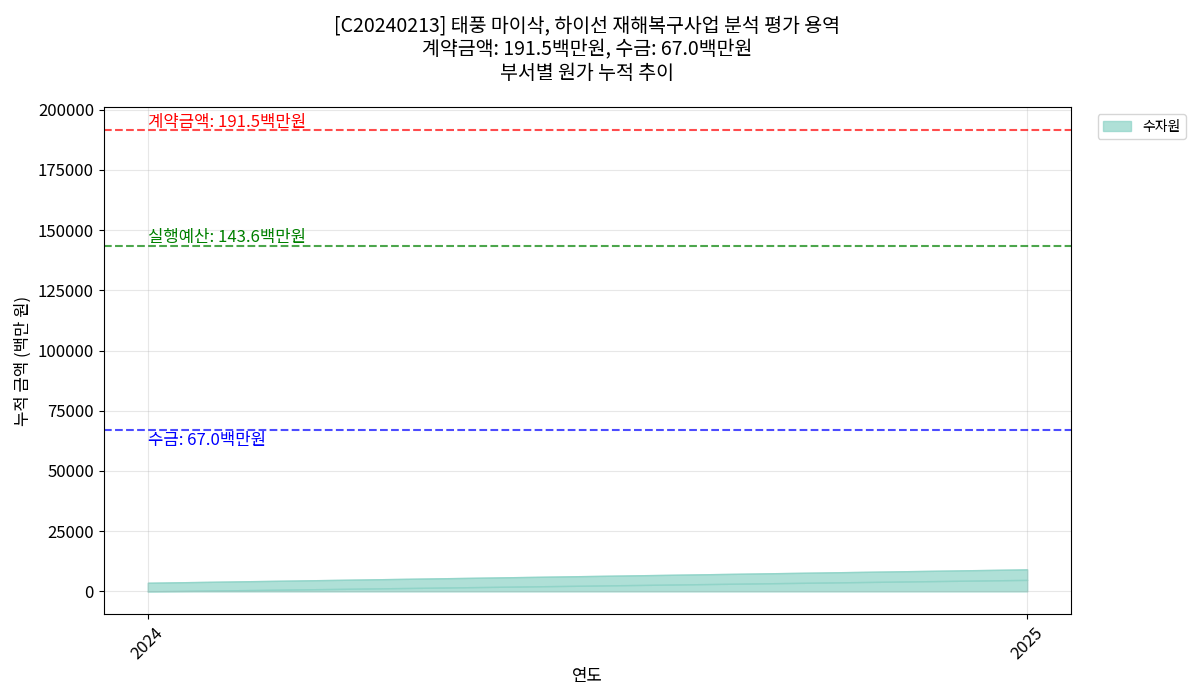 [C20240213] 태풍 마이삭, 하이선 재해복구사업 분석 평가 용역
계약금액: 191.5백만원, 수금: 67.0백만원
부서별 원가 누적 추이
누적 금액 (백만 원)
200000
175000
150000
125000
100000
75000
50000
25000
0
계약금액: 191.5백만원
실행예산: 143.6백만원
수금: 67.0백만원
수자원
2024
2025
연도